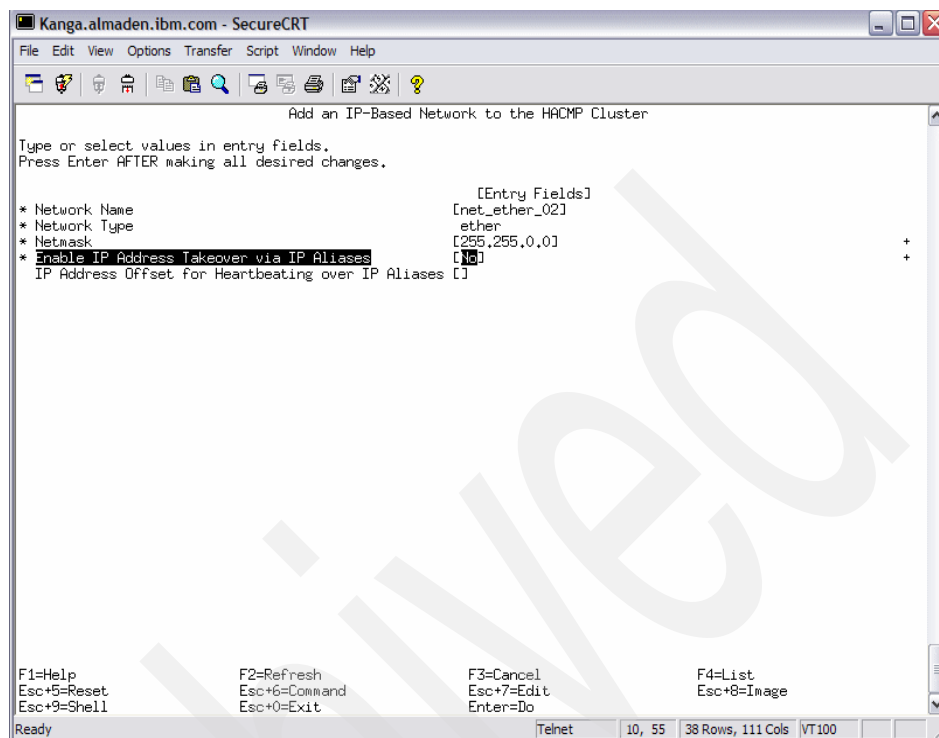 Kanga.almaden.ibm.com - SecureCRT
File Edit View Options Transfer Script Window Help
Add an IP-Based Network to the HACMP Cluster
Type or select values in entry fields.
Press Enter AFTER making all desired changes.
[Entry Fields]
* Network Name [net_ether_02]
* Network Type ether
* Netmask [255.255.0.0] +
* Enable IP Address Takeover via IP Aliases [No] +
IP Address Offset for Heartbeating over IP Aliases []
F1=Help F2=Refresh F3=Cancel F4=List
Esc+5=Reset Esc+6=Command Esc+7=Edit Esc+8=Image
Esc+9=Shell Esc+0=Exit Enter=Do
Ready Telnet 10, 55 38 Rows, 111 Cols VT100